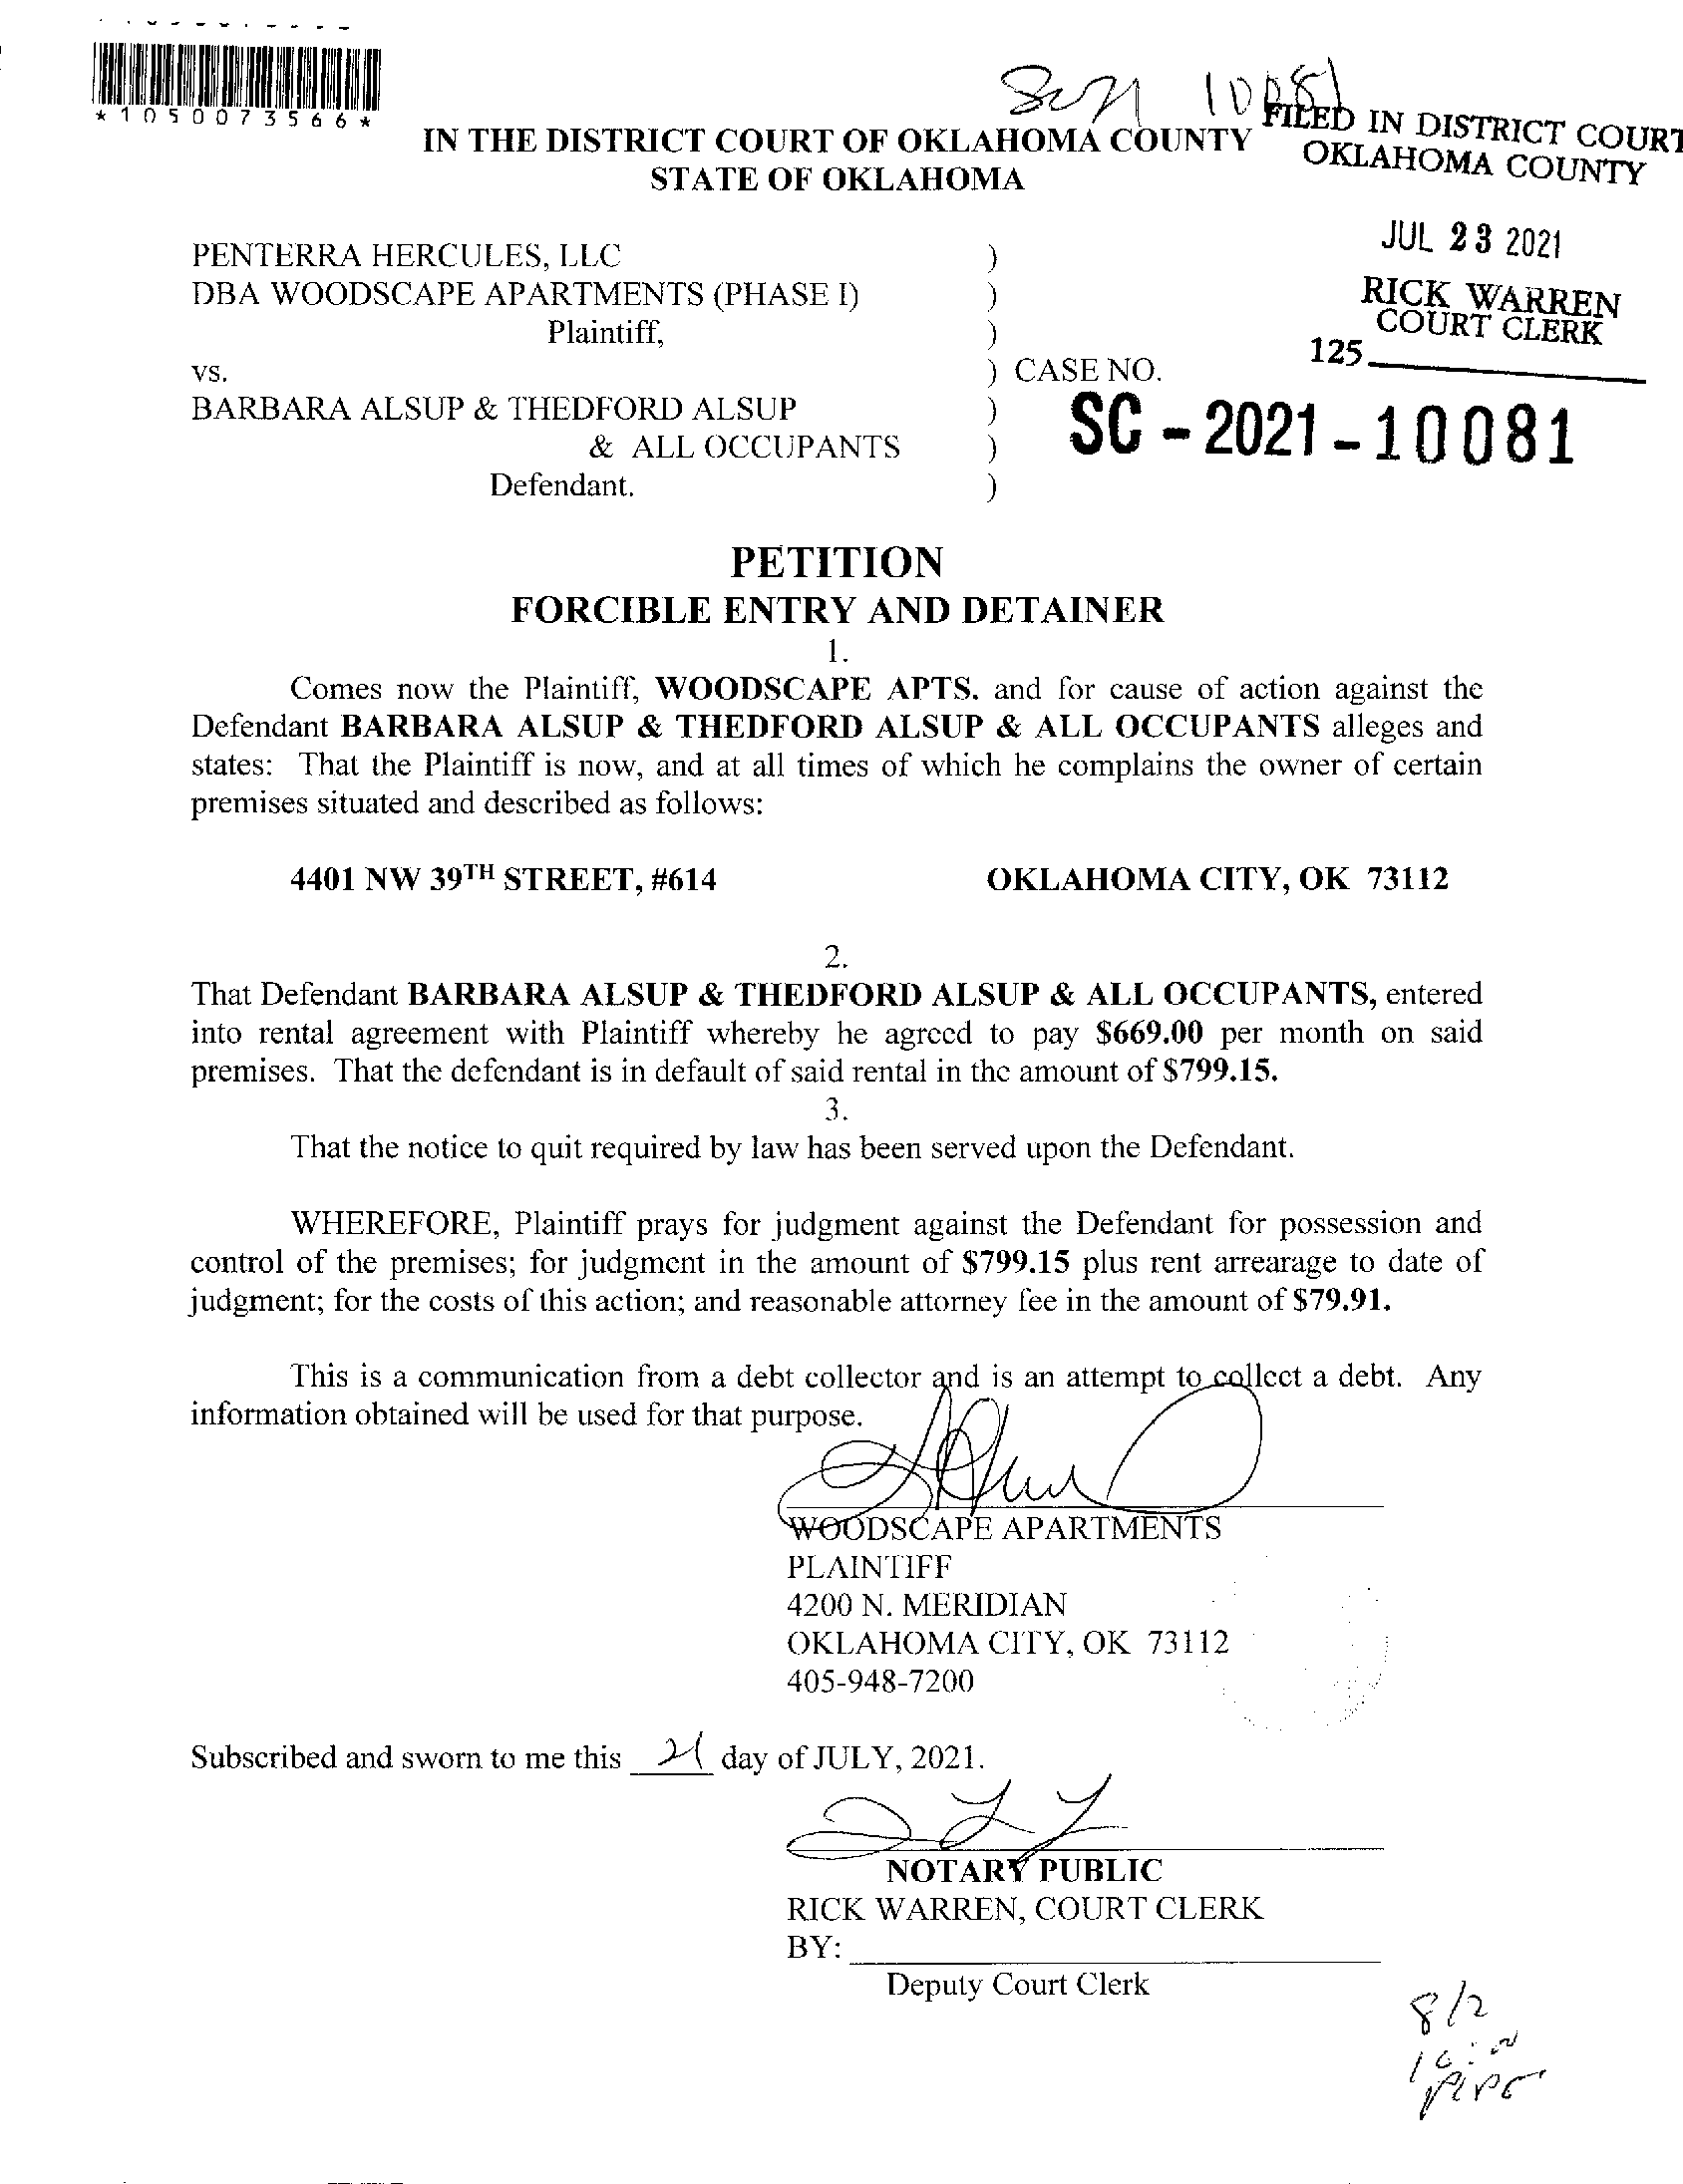 *1050073566*
FILED IN DISTRICT COURT
OKLAHOMA COUNTY
IN THE DISTRICT COURT OF OKLAHOMA COUNTY
STATE OF OKLAHOMA
JUL 23 2021
RICK WARREN
COURT CLERK
125
PENTERRA HERCULES, LLC )
DBA WOODSCAPE APARTMENTS (PHASE I) )
Plaintiff, )
vs. ) CASE NO.
BARBARA ALSUP & THEDFORD ALSUP ) SC - 2021 - 10081
& ALL OCCUPANTS )
Defendant. )
PETITION
FORCIBLE ENTRY AND DETAINER
1.
Comes now the Plaintiff, WOODSCAPE APTS. and for cause of action against the
Defendant BARBARA ALSUP & THEDFORD ALSUP & ALL OCCUPANTS alleges and
states: That the Plaintiff is now, and at all times of which he complains the owner of certain
premises situated and described as follows:
4401 NW 39TH STREET, #614 OKLAHOMA CITY, OK 73112
2.
That Defendant BARBARA ALSUP & THEDFORD ALSUP & ALL OCCUPANTS, entered
into rental agreement with Plaintiff whereby he agreed to pay $669.00 per month on said
premises. That the defendant is in default of said rental in the amount of $799.15.
3.
That the notice to quit required by law has been served upon the Defendant.
WHEREFORE, Plaintiff prays for judgment against the Defendant for possession and
control of the premises; for judgment in the amount of $799.15 plus rent arrearage to date of
judgment; for the costs of this action; and reasonable attorney fee in the amount of $79.91.
This is a communication from a debt collector and is an attempt to collect a debt. Any
information obtained will be used for that purpose.
WOODSCAPE APARTMENTS
PLAINTIFF
4200 N. MERIDIAN
OKLAHOMA CITY, OK 73112
405-948-7200
Subscribed and sworn to me this 21 day of JULY, 2021.
NOTARY PUBLIC
RICK WARREN, COURT CLERK
BY:
Deputy Court Clerk
8/2